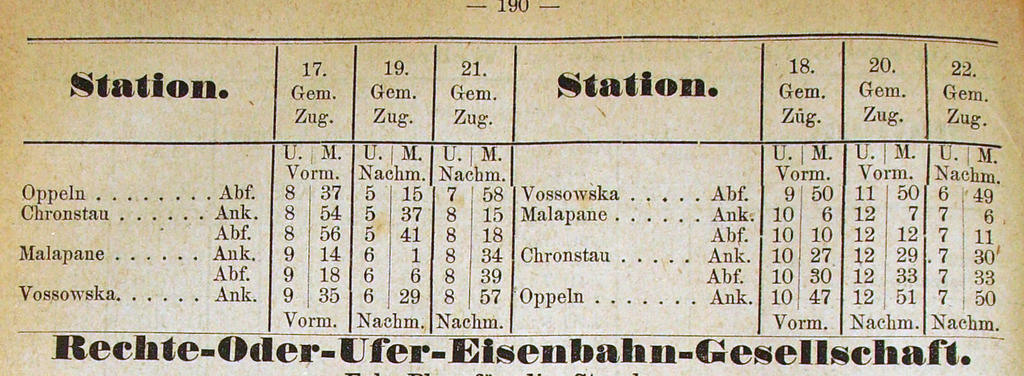 — 190 —
Station. 17. 19. 21. Station. 18. 20. 22.
Gem. Gem. Gem. Gem. Gem. Gem.
Zug. Zug. Zug. Züg. Zug. Zug.
U. M. U. M. U. M. U. M. U. M. U. M.
Vorm. Nachm. Nachm. Vorm. Vorm. Nachm.
Oppeln . . . . . . . . Abf. 8 37 5 15 7 58 Vossowska . . . . . Abf. 9 50 11 50 6 49
Chronstau . . . . . . Ank. 8 54 5 37 8 15 Malapane . . . . . . Ank. 10 6 12 7 7 6
Abf. 8 56 5 41 8 18 Abf. 10 10 12 12 7 11
Malapane . . . . . . Ank. 9 14 6 1 8 34 Chronstau . . . . . Ank. 10 27 12 29 7 30
Abf. 9 18 6 6 8 39 Abf. 10 30 12 33 7 33
Vossowska. . . . . . Ank. 9 35 6 29 8 57 Oppeln . . . . . . . Ank. 10 47 12 51 7 50
Vorm. Nachm. Nachm. Vorm. Nachm. Nachm.
Rechte-Oder-Ufer-Eisenbahn-Gesellschaft.